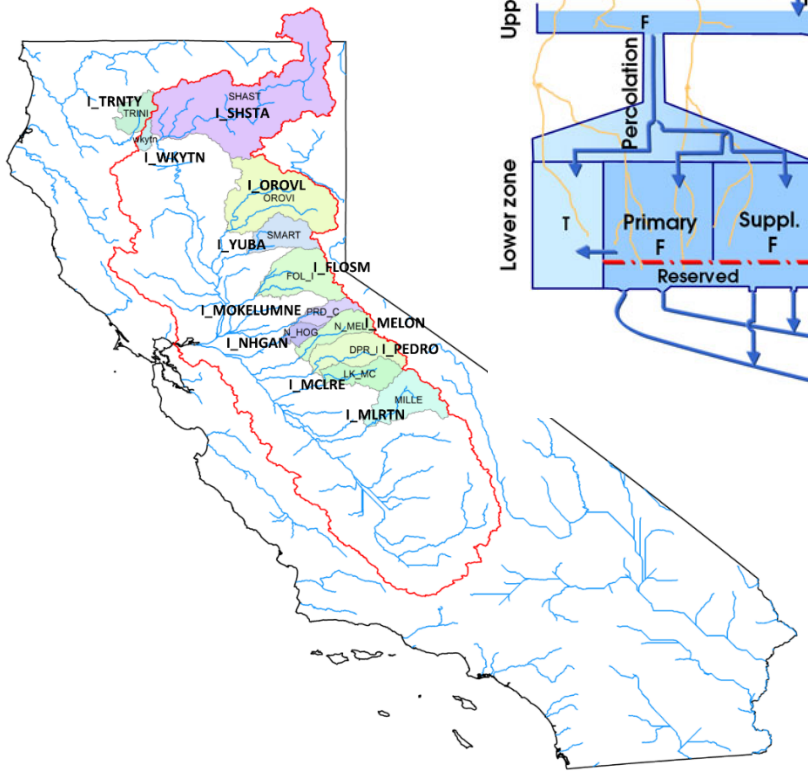 I_TRNTY
TRINI
SHAST
I_SHSTA
wkytn
I_WKYTN
I_OROVL
OROVI
I_YUBA
SMART
I_FLOSM
FOL_I
I_MOKELUMNE
PRD_C
I_MELON
N_MEL
N_HOG
I_NHGAN
DPR_I
I_PEDRO
LK_MC
I_MCLRE
MILLE
I_MLRTN
Upp
F
Percolation
Lower zone
T
Primary
F
Suppl.
F
Reserved